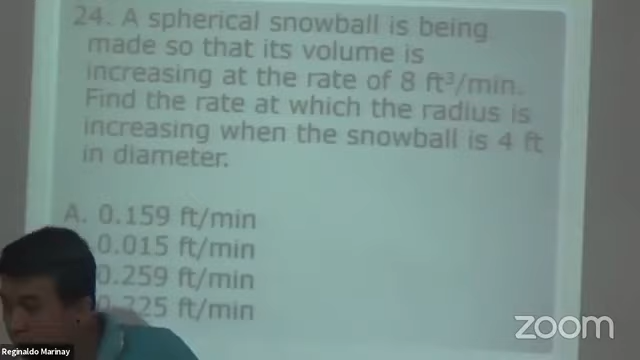 24. A spherical snowball is being
made so that its volume is
increasing at the rate of 8 ft³/min.
Find the rate at which the radius is
increasing when the snowball is 4 ft
in diameter.
A. 0.159 ft/min
0.015 ft/min
0.259 ft/min
0.225 ft/min
zoom
Reginaldo Marinay